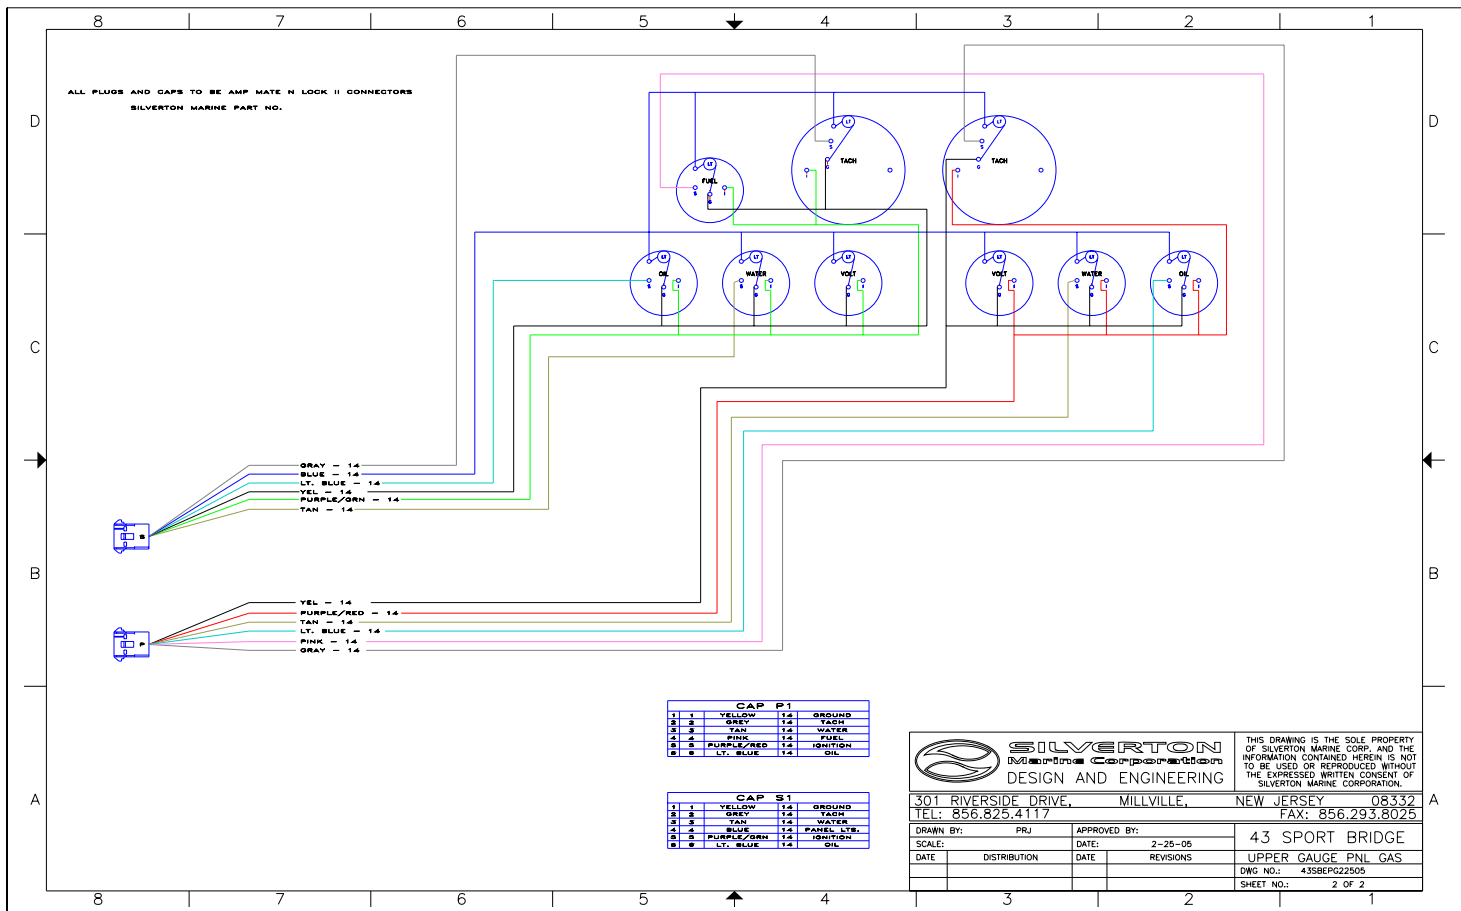 8 7 6 5 4 3 2 1
ALL PLUGS AND CAPS TO BE AMP MATE N LOCK II CONNECTORS
SILVERTON MARINE PART NO.
D D
LT LT LT
S S
TACH TACH
G
I I
FUEL
S I
G
LT LT LT LT LT LT
OIL WATER VOLT VOLT WATER OIL
S I S I I I S I S I
G G G G G G
C C
GRAY - 14
BLUE - 14
LT. BLUE - 14
YEL - 14
PURPLE/GRN - 14
TAN - 14
S
B B
YEL - 14
PURPLE/RED - 14
TAN - 14
LT. BLUE - 14
PINK - 14
GRAY - 14
P
CAP P1
1 1 YELLOW 14 GROUND
2 2 GREY 14 TACH
3 3 TAN 14 WATER
4 4 PINK 14 FUEL
5 5 PURPLE/RED 14 IGNITION
6 6 LT. BLUE 14 OIL
CAP S1
1 1 YELLOW 14 GROUND
2 2 GREY 14 TACH
3 3 TAN 14 WATER
4 4 BLUE 14 PANEL LTS.
5 5 PURPLE/GRN 14 IGNITION
6 6 LT. BLUE 14 OIL
A A
SILVERTON
Marine Corporation
DESIGN AND ENGINEERING
THIS DRAWING IS THE SOLE PROPERTY
OF SILVERTON MARINE CORP. AND THE
INFORMATION CONTAINED HEREIN IS NOT
TO BE USED OR REPRODUCED WITHOUT
THE EXPRESSED WRITTEN CONSENT OF
SILVERTON MARINE CORPORATION.
301 RIVERSIDE DRIVE, MILLVILLE, NEW JERSEY 08332
TEL: 856.825.4117 FAX: 856.293.8025
DRAWN BY: PRJ APPROVED BY:
SCALE: DATE: 2-25-05
43 SPORT BRIDGE
DATE DISTRIBUTION DATE REVISIONS
UPPER GAUGE PNL GAS
DWG NO.: 43SBEPG22505
SHEET NO.: 2 OF 2
8 7 6 5 4 3 2 1